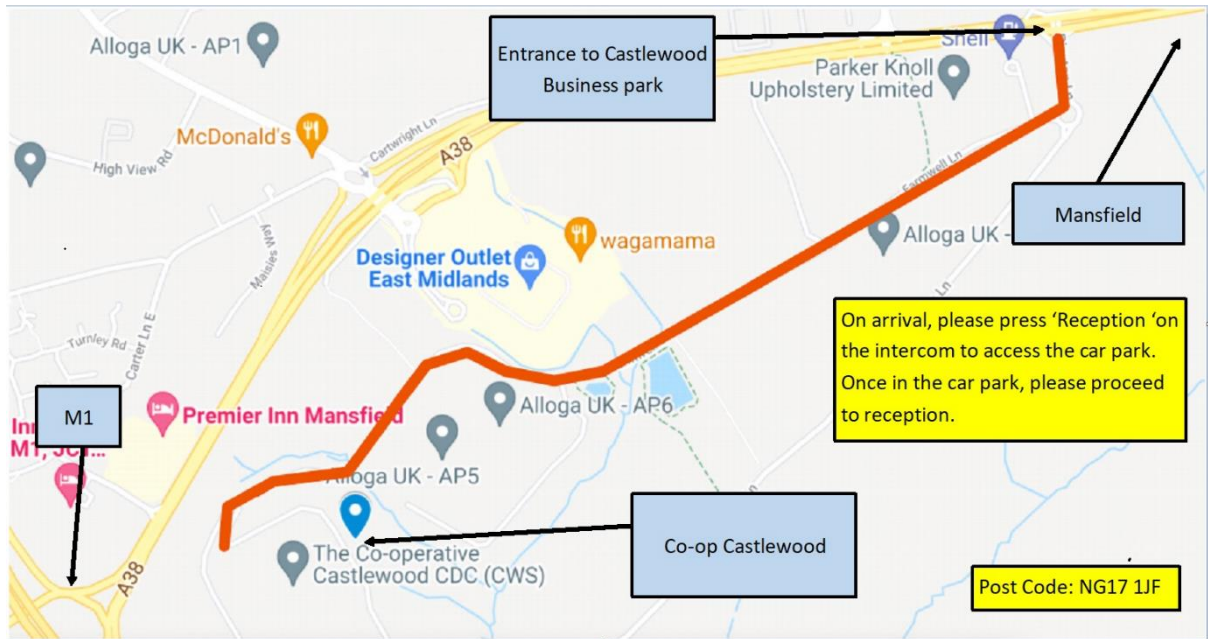 Alloga UK - AP1
Entrance to Castlewood
Business park
Shell
Parker Knoll
Upholstery Limited
McDonald's
Cartwright Ln
A38
High View Rd
Farmwell Ln
Mansfield
Maisies Way
wagamama
Alloga UK -
Designer Outlet
East Midlands
Ln
Turnley Rd
Carter Ln E
On arrival, please press ‘Reception ‘on
the intercom to access the car park.
Once in the car park, please proceed
to reception.
M1
Premier Inn Mansfield
Alloga UK - AP6
Inn
M1,
Alloga UK - AP5
Co-op Castlewood
The Co-operative
Castlewood CDC (CWS)
A38
Post Code: NG17 1JF